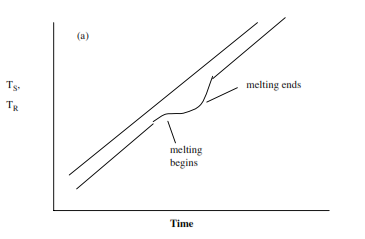 (a)
T_S,
T_R
melting ends
melting
begins
Time